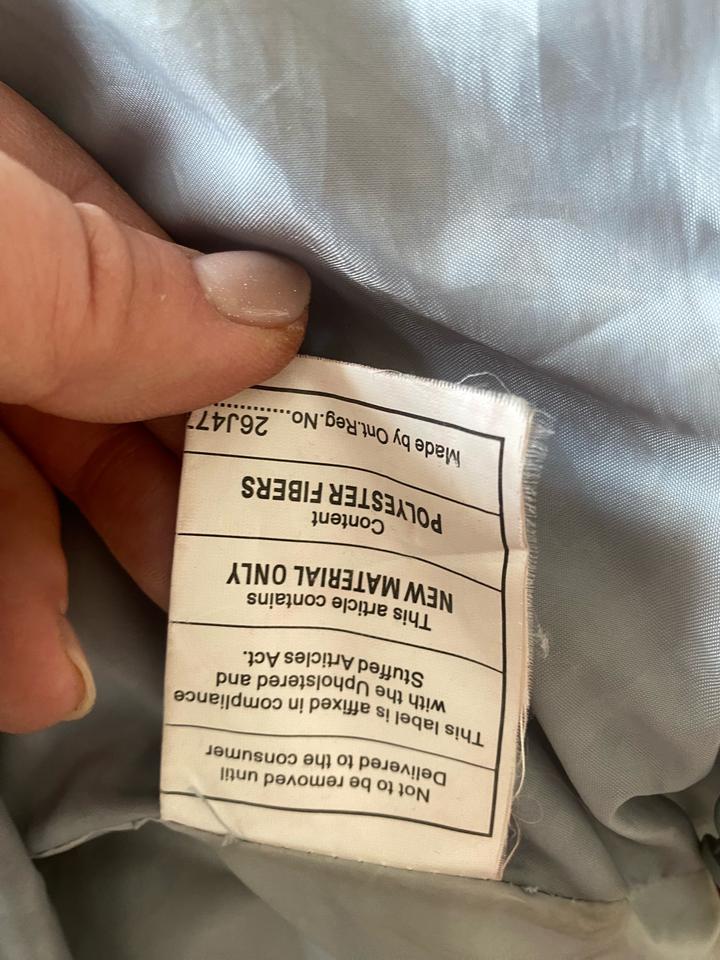 Not to be removed until
Delivered to the consumer
This label is affixed in compliance
with the Upholstered and
Stuffed Articles Act.
This article contains
NEW MATERIAL ONLY
Content
POLYESTER FIBERS
Made by Ont.Reg.No.